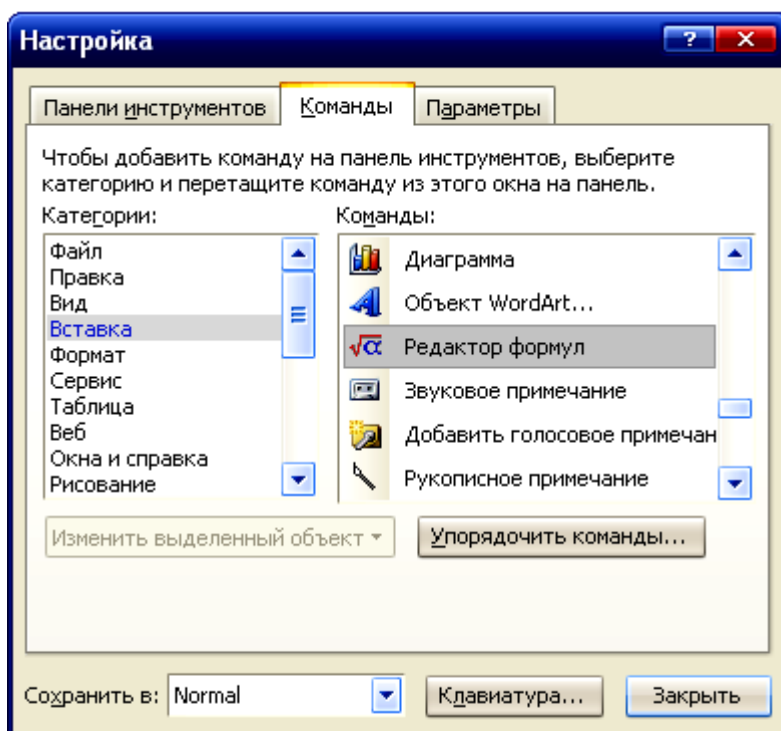 Настройка
Панели инструментов Команды Параметры
Чтобы добавить команду на панель инструментов, выберите
категорию и перетащите команду из этого окна на панель.
Категории: Команды:
Файл
Правка
Вид
Вставка
Формат
Сервис
Таблица
Веб
Окна и справка
Рисование
Диаграмма
Объект WordArt...
√α Редактор формул
Звуковое примечание
Добавить голосовое примечан
Рукописное примечание
Изменить выделенный объект
Упорядочить команды...
Сохранить в: Normal Клавиатура... Закрыть